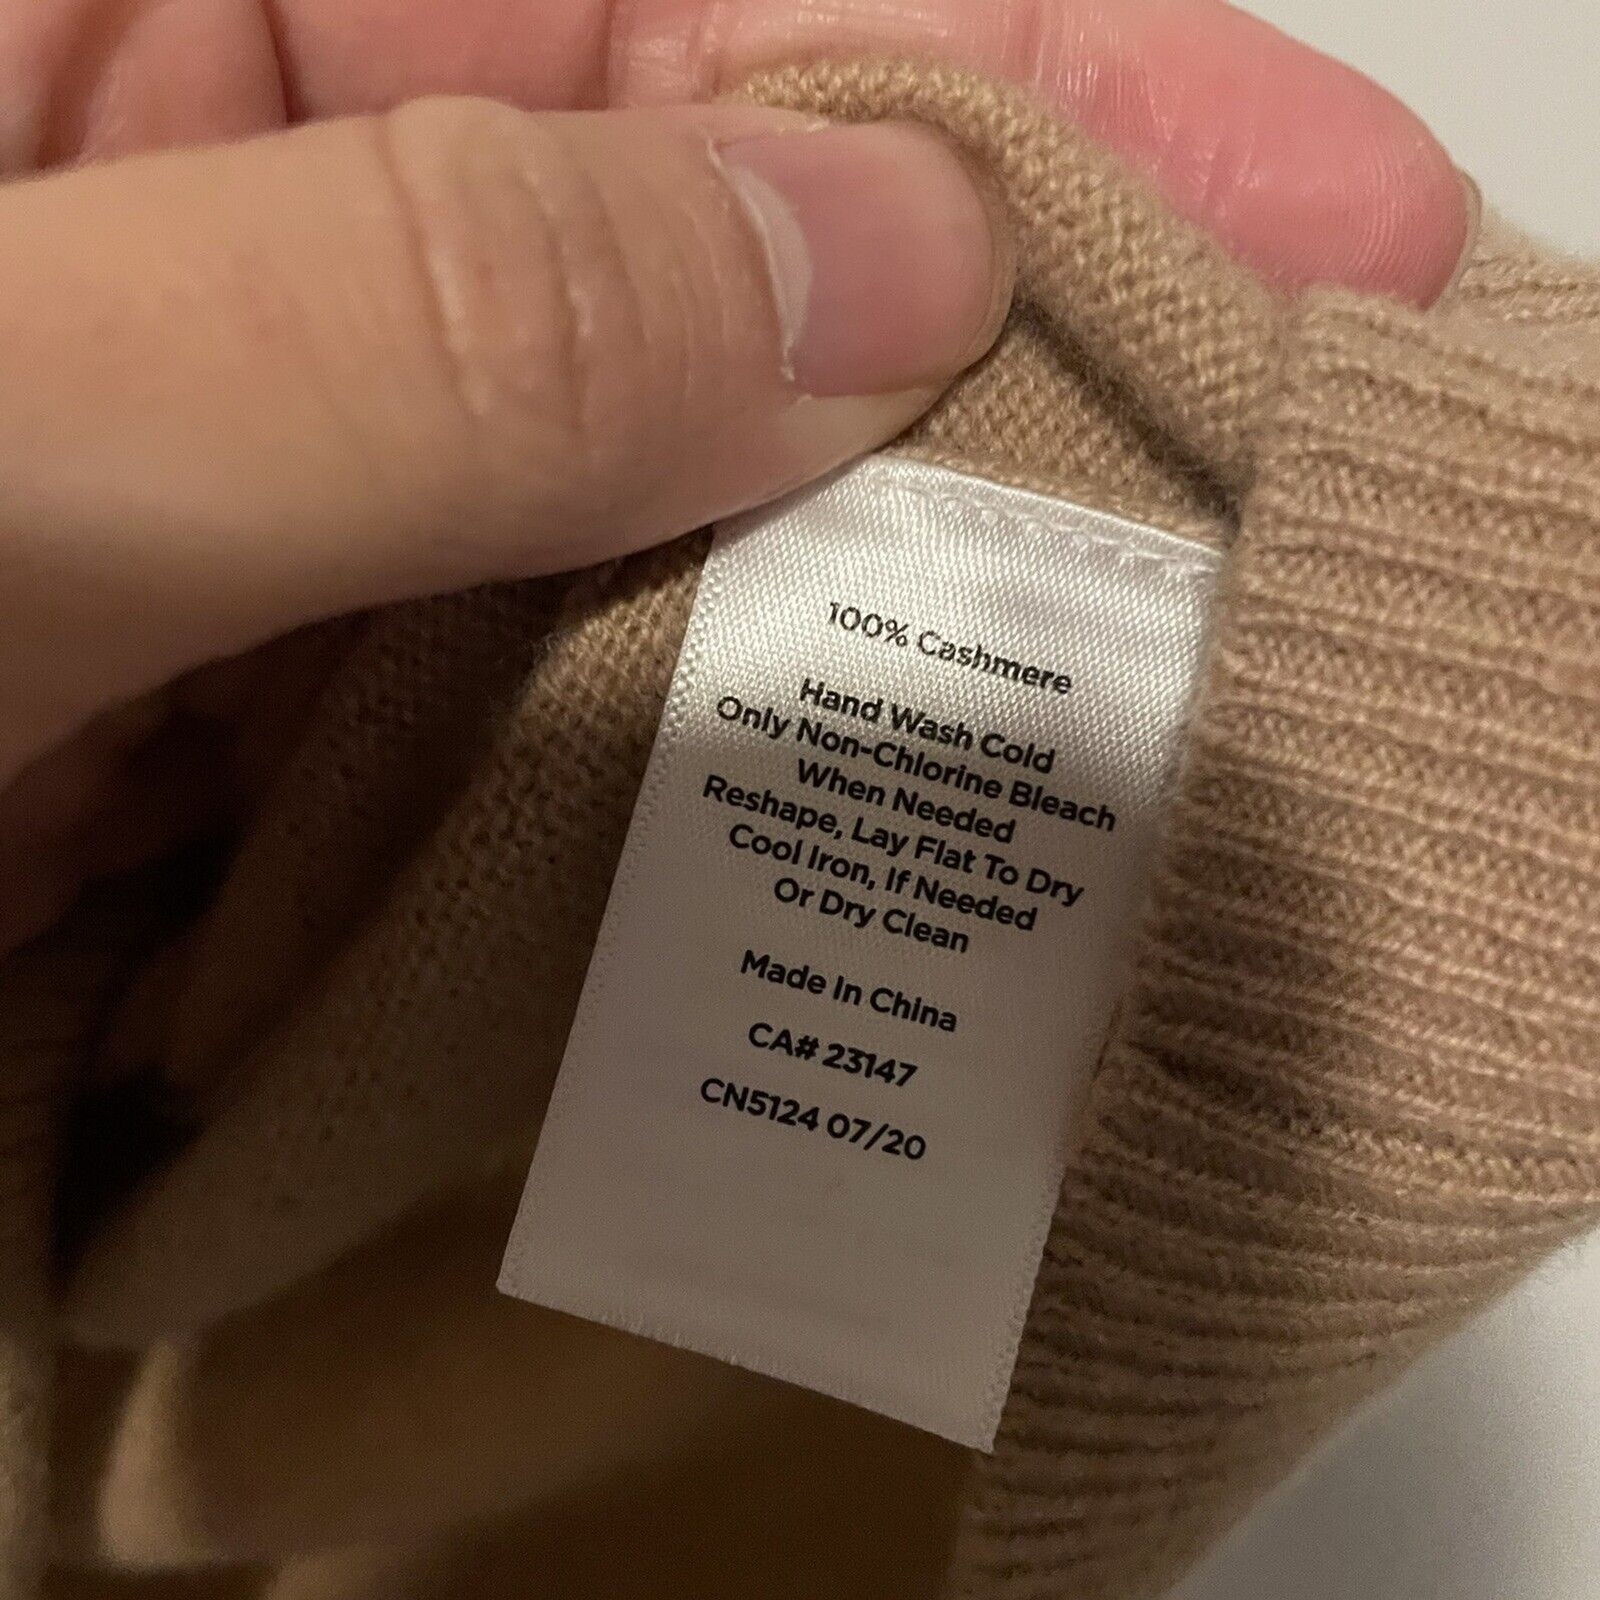 100% Cashmere
Hand Wash Cold
Only Non-Chlorine Bleach
When Needed
Reshape, Lay Flat To Dry
Cool Iron, If Needed
Or Dry Clean
Made In China
CA# 23147
CN5124 07/20